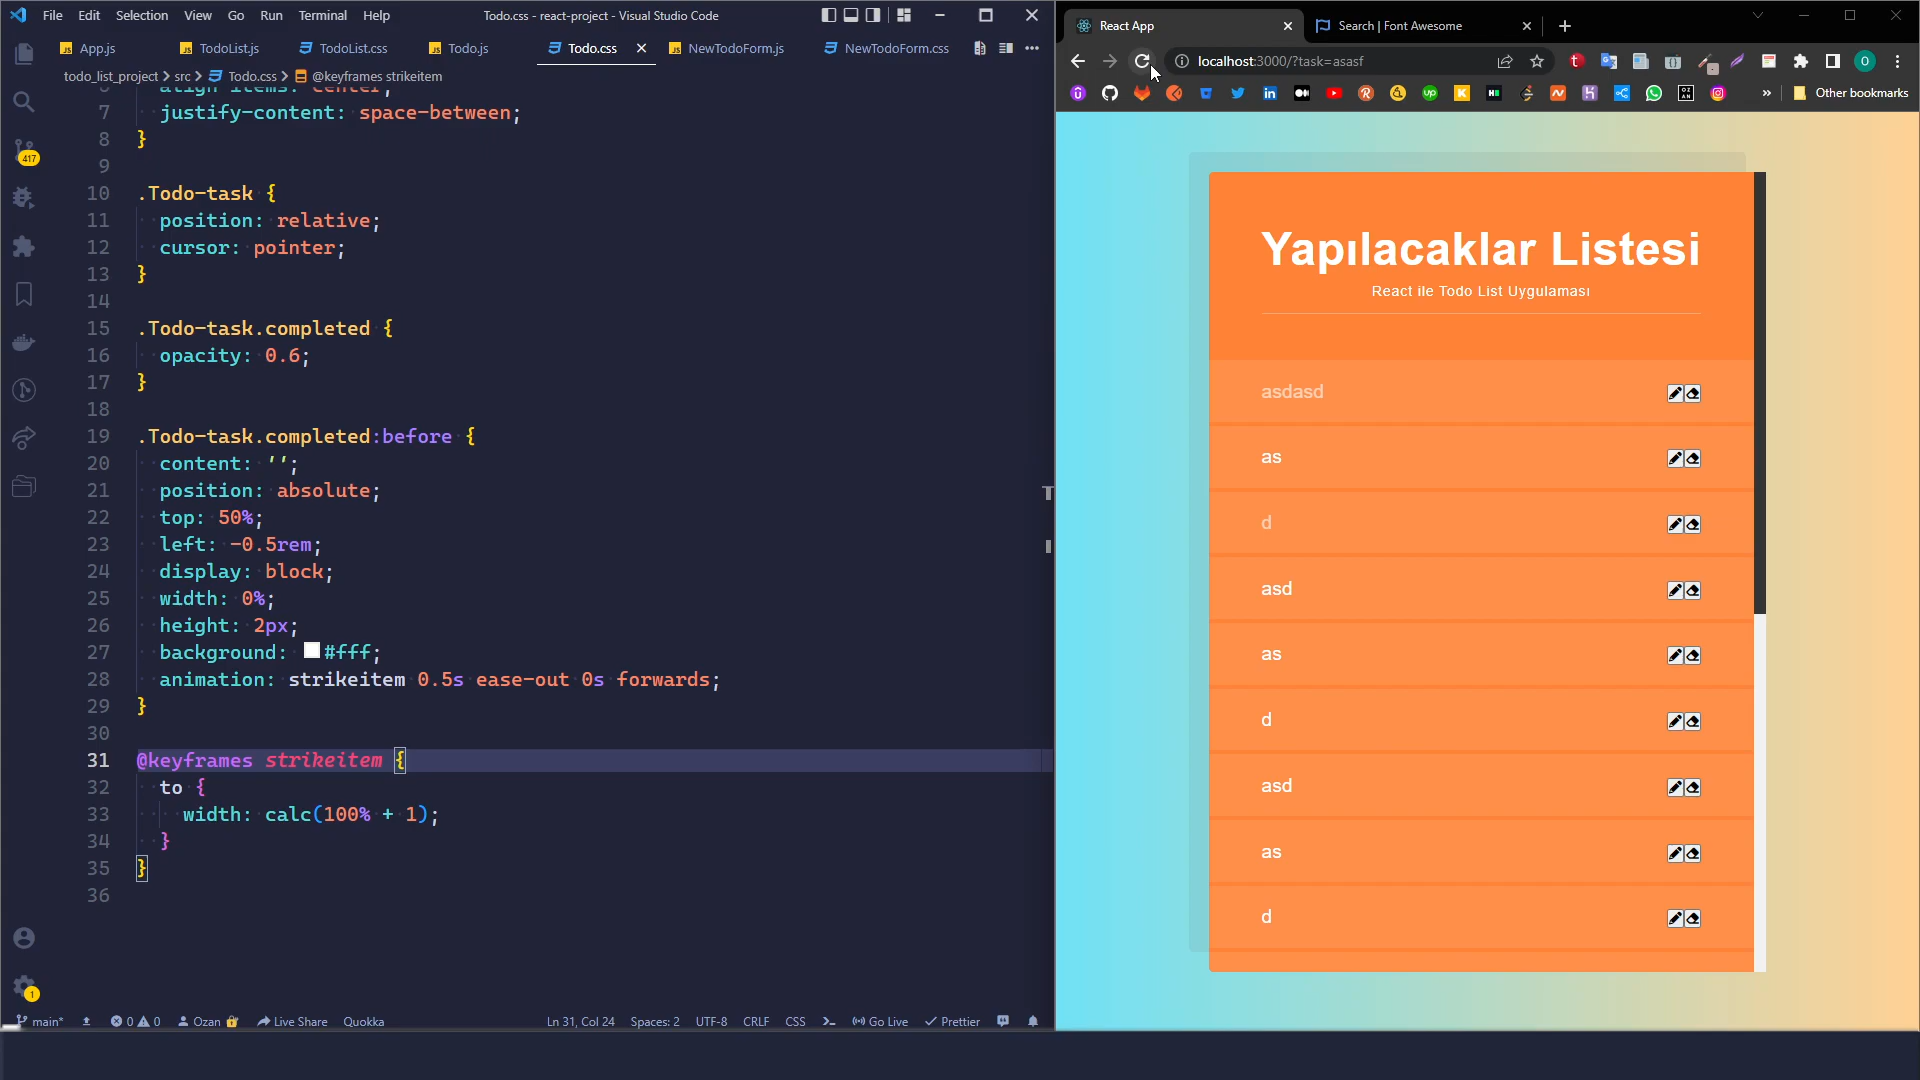 File Edit Selection View Go Run Terminal Help
Todo.css - react-project - Visual Studio Code
App.js TodoList.js TodoList.css Todo.js Todo.css NewTodoForm.js NewTodoForm.css
todo_list_project > src > Todo.css > @keyframes strikeitem
6 align-items: center;
7 justify-content: space-between;
8 }
9
10 .Todo-task {
11 position: relative;
12 cursor: pointer;
13 }
14
15 .Todo-task.completed {
16 opacity: 0.6;
17 }
18
19 .Todo-task.completed:before {
20 content: '';
21 position: absolute;
22 top: 50%;
23 left: -0.5rem;
24 display: block;
25 width: 0%;
26 height: 2px;
27 background: #fff;
28 animation: strikeitem 0.5s ease-out 0s forwards;
29 }
30
31 @keyframes strikeitem {
32 to {
33 width: calc(100% + 1);
34 }
35 }
36
417
1
main* 0 0 Ozan Live Share Quokka Ln 31, Col 24 Spaces: 2 UTF-8 CRLF CSS Go Live Prettier
React App
Search | Font Awesome
localhost:3000/?task=asasf
O
Other bookmarks
Yapılacaklar Listesi
React ile Todo List Uygulaması
asdasd
as
d
asd
as
d
asd
as
d